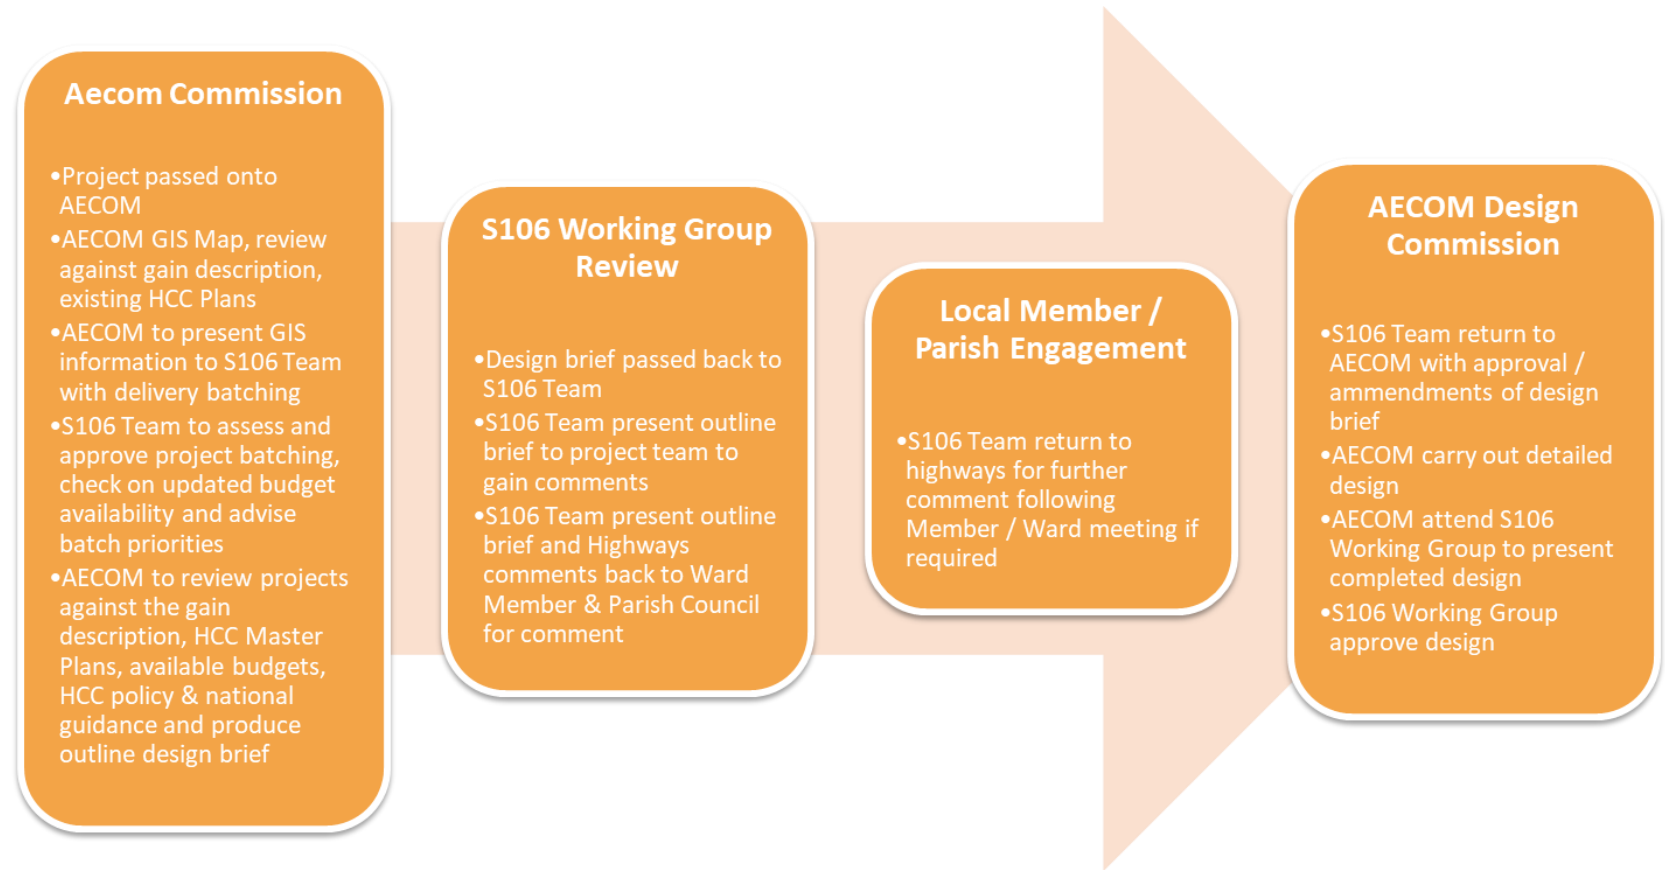 Aecom Commission
•Project passed onto
AECOM
•AECOM GIS Map, review
against gain description,
existing HCC Plans
•AECOM to present GIS
information to S106 Team
with delivery batching
•S106 Team to assess and
approve project batching,
check on updated budget
availability and advise
batch priorities
•AECOM to review projects
against the gain
description, HCC Master
Plans, available budgets,
HCC policy & national
guidance and produce
outline design brief
S106 Working Group
Review
•Design brief passed back to
S106 Team
•S106 Team present outline
brief to project team to
gain comments
•S106 Team present outline
brief and Highways
comments back to Ward
Member & Parish Council
for comment
Local Member /
Parish Engagement
•S106 Team return to
highways for further
comment following
Member / Ward meeting if
required
AECOM Design
Commission
•S106 Team return to
AECOM with approval /
ammendments of design
brief
•AECOM carry out detailed
design
•AECOM attend S106
Working Group to present
completed design
•S106 Working Group
approve design